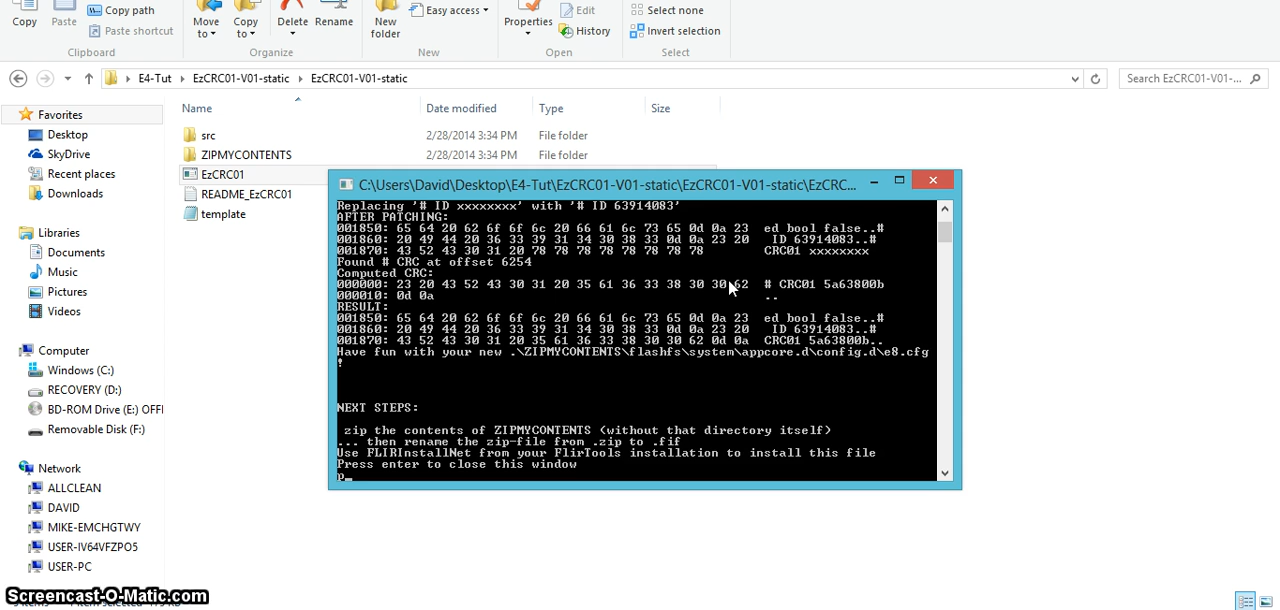 Copy
Paste
Copy path
Paste shortcut
Clipboard
Move to
Copy to
Delete
Rename
Organize
New folder
Easy access
New
Properties
Edit
History
Open
Select none
Invert selection
Select
E4-Tut
EzCRC01-V01-static
EzCRC01-V01-static
Search EzCRC01-V01-...
Favorites
Desktop
SkyDrive
Recent places
Downloads
Libraries
Documents
Music
Pictures
Videos
Computer
Windows (C:)
RECOVERY (D:)
BD-ROM Drive (E:) OFFI
Removable Disk (F:)
Network
ALLCLEAN
DAVID
MIKE-EMCHGTWY
USER-IV64VFZPO5
USER-PC
Name Date modified Type Size
src 2/28/2014 3:34 PM File folder
ZIPMYCONTENTS 2/28/2014 3:34 PM File folder
EzCRC01
README_EzCRC01
template
C:\Users\David\Desktop\E4-Tut\EzCRC01-V01-static\EzCRC01-V01-static\EzCRC...
Replacing '# ID xxxxxxxx' with '# ID 63914083'
AFTER PATCHING:
001850: 65 64 20 62 6f 6f 6c 20 66 61 6c 73 65 0d 0a 23 ed bool false..#
001860: 20 49 44 20 36 33 39 31 34 30 38 33 0d 0a 23 20 ID 63914083..#
001870: 43 52 43 30 31 20 78 78 78 78 78 78 78 78 CRC01 xxxxxxxx
Found # CRC at offset 6254
Computed CRC:
000000: 23 20 43 52 43 30 31 20 35 61 36 33 38 30 30 62 # CRC01 5a63800b
000010: 0d 0a ..
RESULT:
001850: 65 64 20 62 6f 6f 6c 20 66 61 6c 73 65 0d 0a 23 ed bool false..#
001860: 20 49 44 20 36 33 39 31 34 30 38 33 0d 0a 23 20 ID 63914083..#
001870: 43 52 43 30 31 20 35 61 36 33 38 30 30 62 0d 0a CRC01 5a63800b..
Have fun with your new .\ZIPMYCONTENTS\flashfs\system\appcore.d\config.d\e8.cfg
!
NEXT STEPS:
zip the contents of ZIPMYCONTENTS (without that directory itself)
... then rename the zip-file from .zip to .fif
Use FLIRInstallNet from your FlirTools installation to install this file
Press enter to close this window
p_
Screencast-O-Matic.com